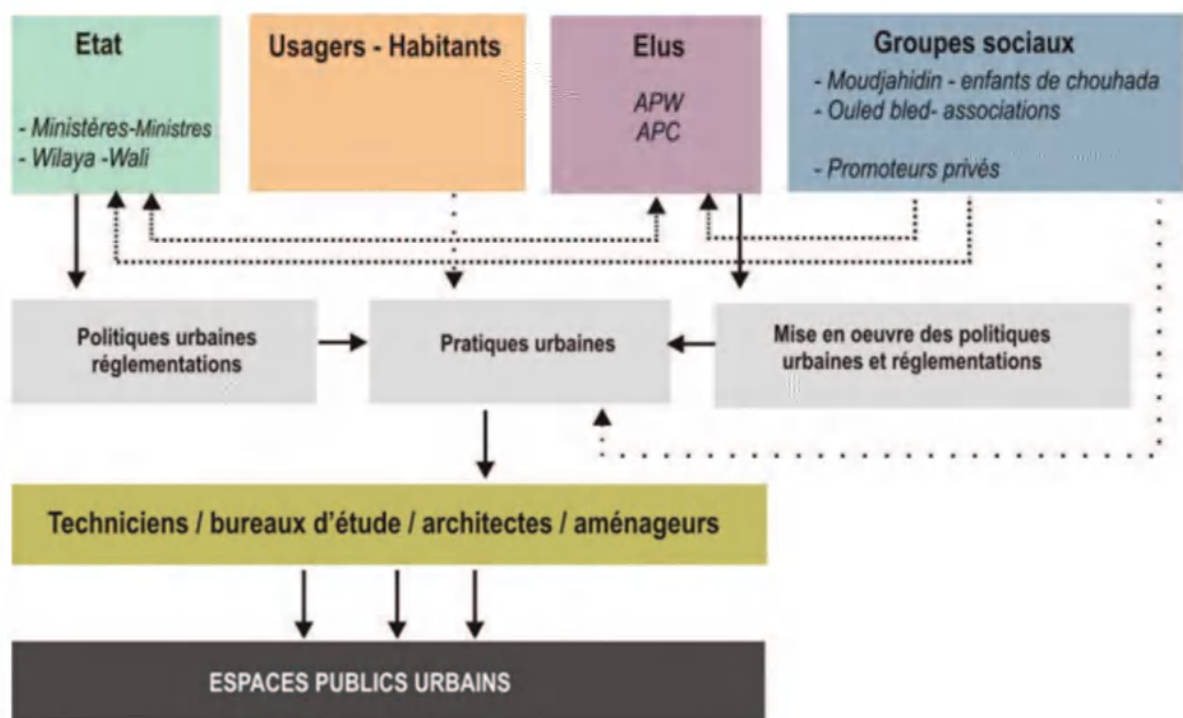 Etat
- Ministères-Ministres
- Wilaya -Wali
Usagers - Habitants
Elus
APW
APC
Groupes sociaux
- Moudjahidin - enfants de chouhada
- Ouled bled- associations
- Promoteurs privés
Politiques urbaines
réglementations
Pratiques urbaines
Mise en oeuvre des politiques
urbaines et réglementations
Techniciens / bureaux d'étude / architectes / aménageurs
ESPACES PUBLICS URBAINS